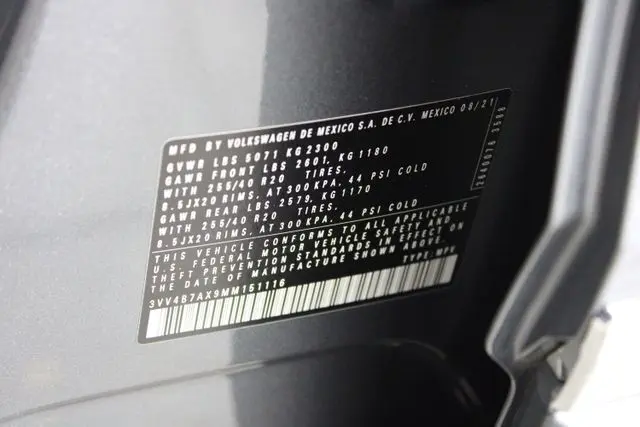 MFD BY VOLKSWAGEN DE MEXICO S.A. DE C.V. MEXICO 08/21
GVWR LBS 5071 KG 2300
GAWR FRONT LBS 2601, KG 1180
WITH 255/40 R20 TIRES,
8.5JX20 RIMS, AT 300 KPA, 44 PSI COLD
GAWR REAR LBS 2579, KG 1170
WITH 255/40 R20 TIRES,
8.5JX20 RIMS, AT 300 KPA, 44 PSI COLD
THIS VEHICLE CONFORMS TO ALL APPLICABLE
U.S. FEDERAL MOTOR VEHICLE SAFETY AND
THEFT PREVENTION STANDARDS IN EFFECT ON
THE DATE OF MANUFACTURE SHOWN ABOVE.
3VV4B7AX9MM151116 TYPE: MPV